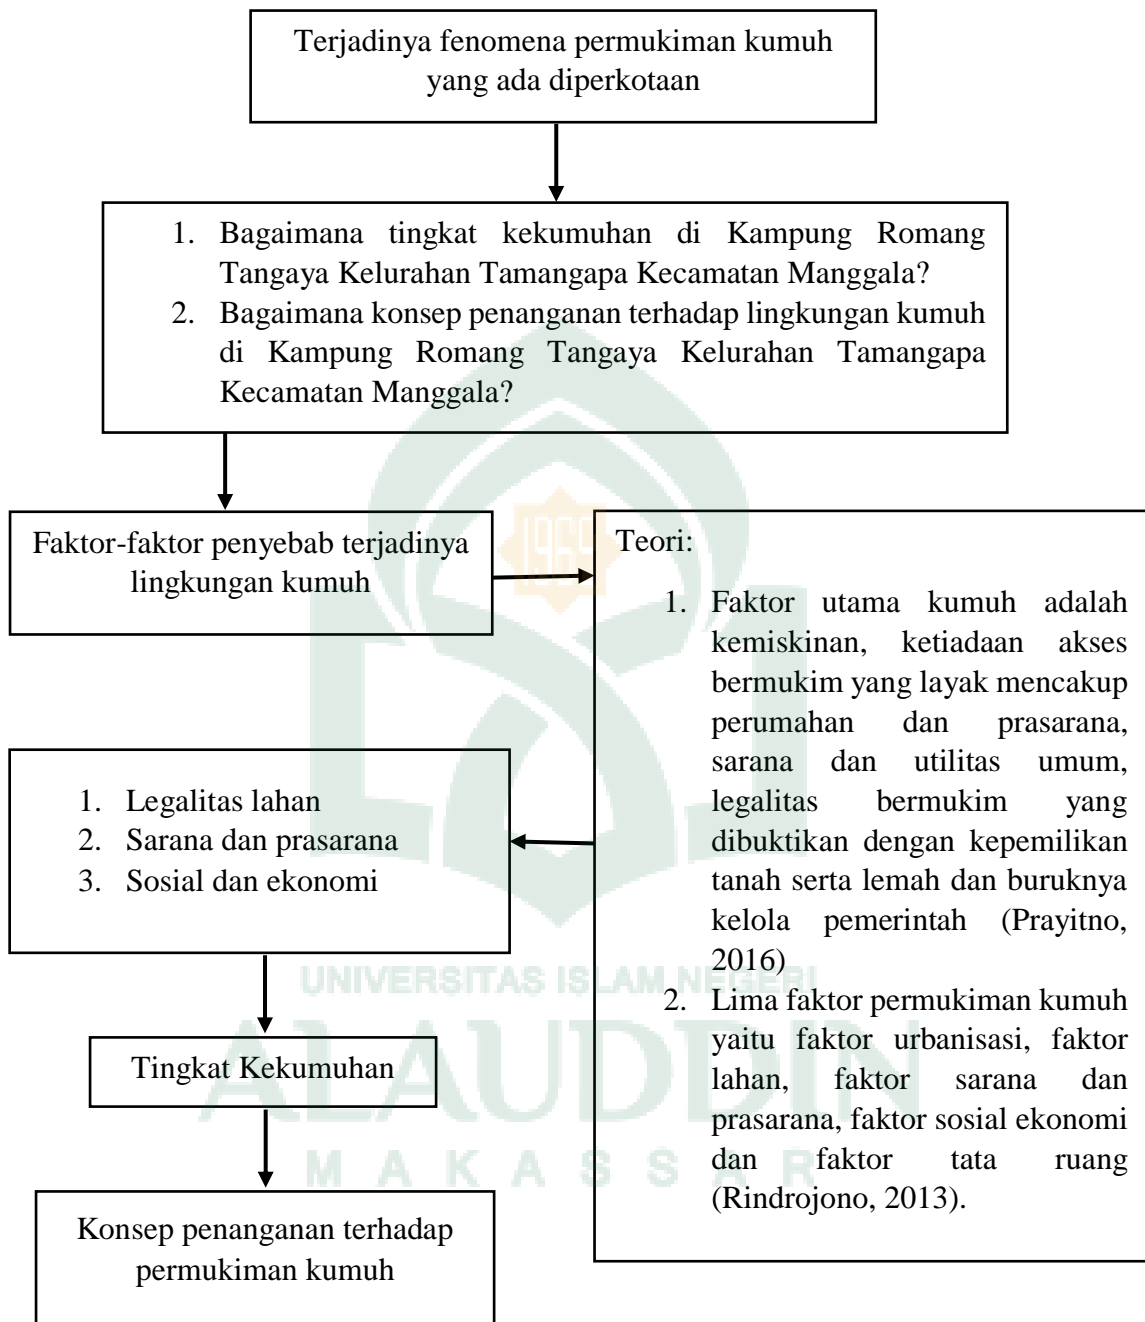 Terjadinya fenomena permukiman kumuh
yang ada diperkotaan
1. Bagaimana tingkat kekumuhan di Kampung Romang
Tangaya Kelurahan Tamangapa Kecamatan Manggala?
2. Bagaimana konsep penanganan terhadap lingkungan kumuh
di Kampung Romang Tangaya Kelurahan Tamangapa
Kecamatan Manggala?
Faktor-faktor penyebab terjadinya
lingkungan kumuh
Teori:
1. Faktor utama kumuh adalah
kemiskinan, ketiadaan akses
bermukim yang layak mencakup
perumahan dan prasarana,
sarana dan utilitas umum,
legalitas bermukim yang
dibuktikan dengan kepemilikan
tanah serta lemah dan buruknya
kelola pemerintah (Prayitno,
2016)
2. Lima faktor permukiman kumuh
yaitu faktor urbanisasi, faktor
lahan, faktor sarana dan
prasarana, faktor sosial ekonomi
dan faktor tata ruang
(Rindrojono, 2013).
1. Legalitas lahan
2. Sarana dan prasarana
3. Sosial dan ekonomi
Tingkat Kekumuhan
Konsep penanganan terhadap
permukiman kumuh
1965
UNIVERSITAS ISLAM NEGERI
ALAUDDIN
MAKASSAR